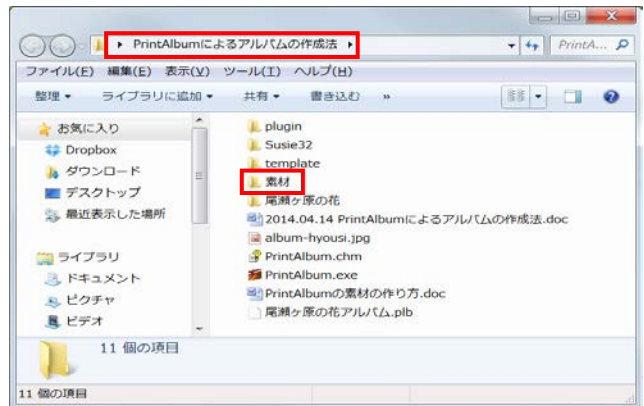 PrintAlbumによるアルバムの作成法
PrintA...
ファイル(F) 編集(E) 表示(V) ツール(T) ヘルプ(H)
整理 ライブラリに追加 共有 書き込む »
お気に入り
Dropbox
ダウンロード
デスクトップ
最近表示した場所
ライブラリ
ドキュメント
ピクチャ
ビデオ
plugin
Susie32
template
素材
尾瀬ヶ原の花
2014.04.14 PrintAlbumによるアルバムの作成法.doc
album-hyousi.jpg
PrintAlbum.chm
PrintAlbum.exe
PrintAlbumの素材の作り方.doc
尾瀬ヶ原の花アルバム.plb
11 個の項目
11 個の項目